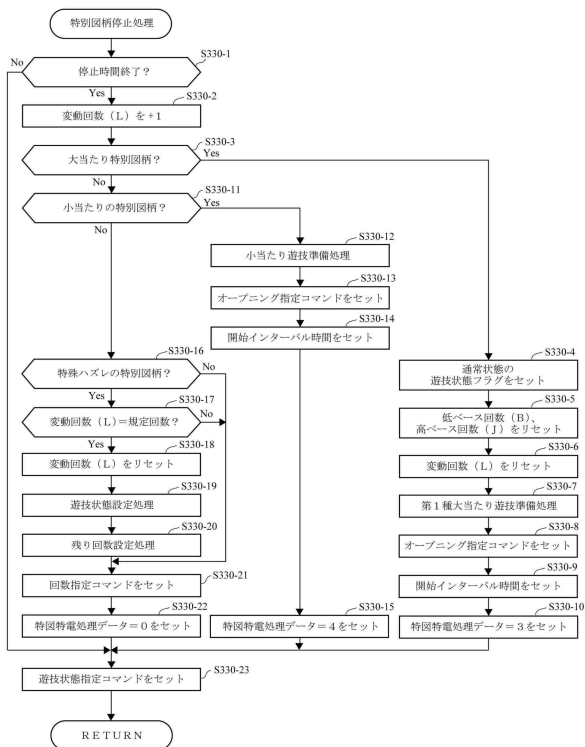 特別図柄停止処理
S330-1
停止時間終了？
No
Yes
S330-2
変動回数（L）を＋1
S330-3
大当たり特別図柄？
Yes
No
S330-11
小当たりの特別図柄？
Yes
No
S330-12
小当たり遊技準備処理
S330-13
オープニング指定コマンドをセット
S330-14
開始インターバル時間をセット
S330-16
特殊ハズレの特別図柄？
No
Yes
S330-17
変動回数（L）＝規定回数？
No
Yes
S330-18
変動回数（L）をリセット
S330-19
遊技状態設定処理
S330-20
残り回数設定処理
S330-21
回数指定コマンドをセット
S330-22
特図特電処理データ＝0をセット
S330-15
特図特電処理データ＝4をセット
S330-4
通常状態の
遊技状態フラグをセット
S330-5
低ベース回数（B）、
高ベース回数（J）をリセット
S330-6
変動回数（L）をリセット
S330-7
第1種大当たり遊技準備処理
S330-8
オープニング指定コマンドをセット
S330-9
開始インターバル時間をセット
S330-10
特図特電処理データ＝3をセット
S330-23
遊技状態指定コマンドをセット
RETURN